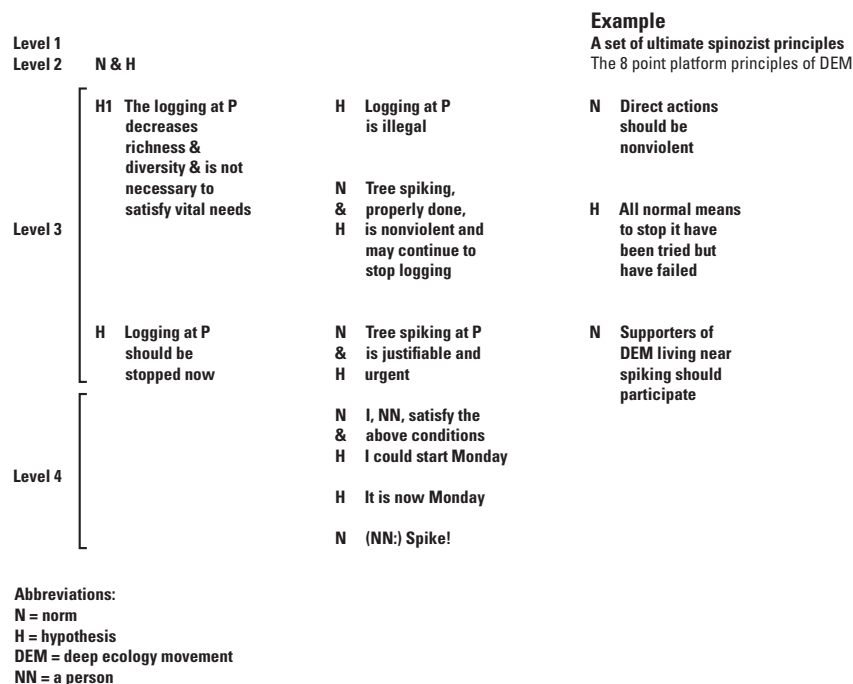 Example
Level 1 A set of ultimate spinozist principles
Level 2 N & H The 8 point platform principles of DEM
Level 3
H1 The logging at P
decreases
richness &
diversity & is not
necessary to
satisfy vital needs
H Logging at P
is illegal
N Direct actions
should be
nonviolent
N Tree spiking,
& properly done,
H is nonviolent and
may continue to
stop logging
H All normal means
to stop it have
been tried but
have failed
H Logging at P
should be
stopped now
N Tree spiking at P
& is justifiable and
H urgent
N Supporters of
DEM living near
spiking should
participate
Level 4
N I, NN, satisfy the
& above conditions
H I could start Monday
H It is now Monday
N (NN:) Spike!
Abbreviations:
N = norm
H = hypothesis
DEM = deep ecology movement
NN = a person